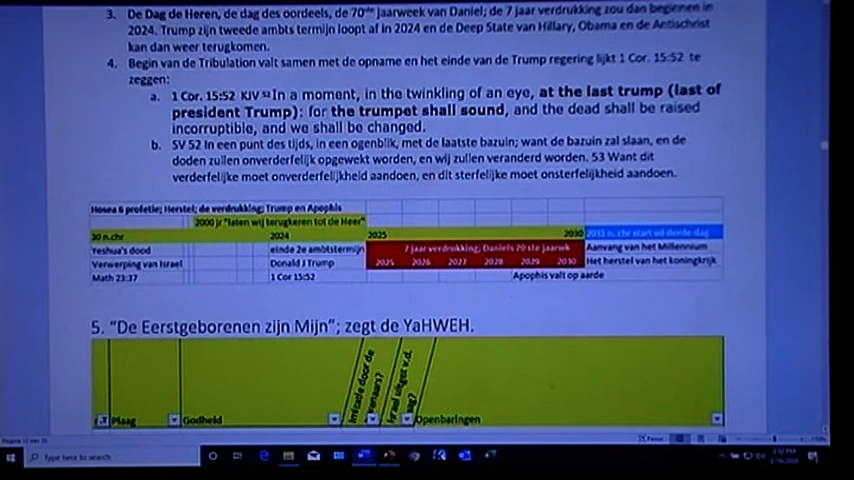 3. De Dag de Heren, de dag des oordeels, de 70ste jaarweek van Daniel; de 7 jaar verdrukking zou dan beginnen in
2024. Trump zijn tweede ambts termijn loopt af in 2024 en de Deep State van Hillary, Obama en de Antischrist
kan dan weer terugkomen.
4. Begin van de Tribulation valt samen met de opname en het einde van de Trump regering lijkt 1 Cor. 15:52 te
zeggen:
a. 1 Cor. 15:52 KJV 52 In a moment, in the twinkling of an eye, at the last trump (last of
president Trump): for the trumpet shall sound, and the dead shall be raised
incorruptible, and we shall be changed.
b. SV 52 In een punt des tijds, in een ogenblik, met de laatste bazuin; want de bazuin zal slaan, en de
doden zullen onverderfelijk opgewekt worden, en wij zullen veranderd worden. 53 Want dit
verderfelijke moet onverderfelijkheid aandoen, en dit sterfelijke moet onsterfelijkheid aandoen.
Hosea 6 profetie; Herstel; de verdrukking; Trump en Apophis
2000 jr "laten wij terugkeren tot de Heer"
30 n.chr 2024 2025 2030 2031 n. chr start vd derde dag
Yeshua's dood einde 2e ambtstermijn 7 jaar verdrukking; Daniels 70 ste jaarwk Aanvang van het Millennium
Verwerping van Israel Donald J Trump 2025 2026 2027 2028 2029 2030 Het herstel van het koningkrijk
Math 23:37 1 Cor 15:52 Apophis valt op aarde
5. "De Eerstgeborenen zijn Mijn"; zegt de YaHWEH.
Plaag Godheid Imitatie door de Israel uitges v.d. Openbaringen
Type here to search